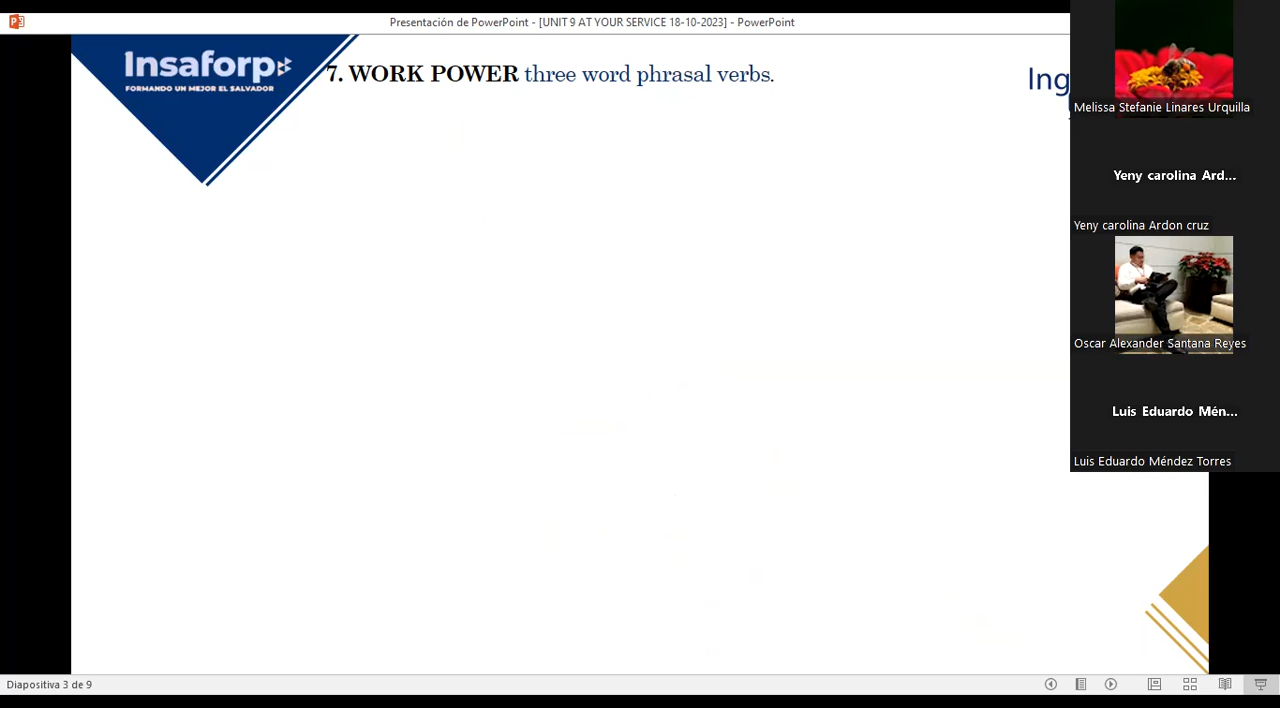 Presentación de PowerPoint - [UNIT 9 AT YOUR SERVICE 18-10-2023] - PowerPoint
Insaforp
FORMANDO UN MEJOR EL SALVADOR
7. WORK POWER three word phrasal verbs.
Ing
Melissa Stefanie Linares Urquilla
Yeny carolina Ard...
Yeny carolina Ardon cruz
Oscar Alexander Santana Reyes
Luis Eduardo Mén...
Luis Eduardo Méndez Torres
Diapositiva 3 de 9